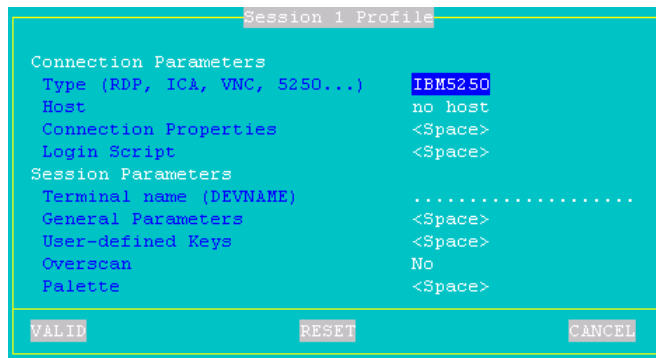 Session 1 Profile
Connection Parameters
Type (RDP, ICA, VNC, 5250...) IBM5250
Host no host
Connection Properties <Space>
Login Script <Space>
Session Parameters
Terminal name (DEVNAME) ....................
General Parameters <Space>
User-defined Keys <Space>
Overscan No
Palette <Space>
VALID RESET CANCEL